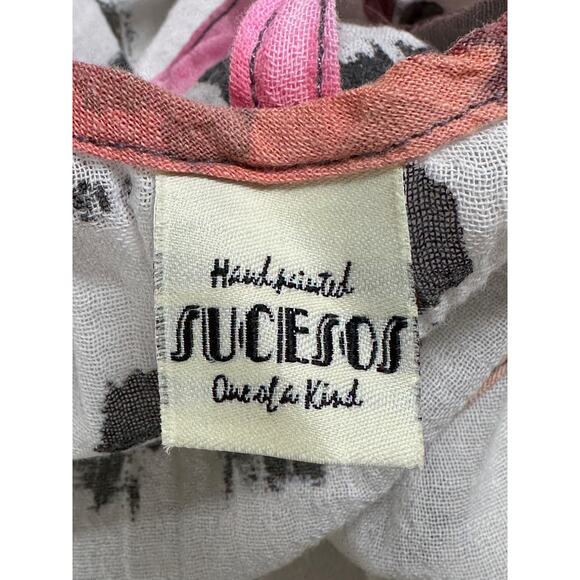 Handpainted
SUCESOS
One of a Kind